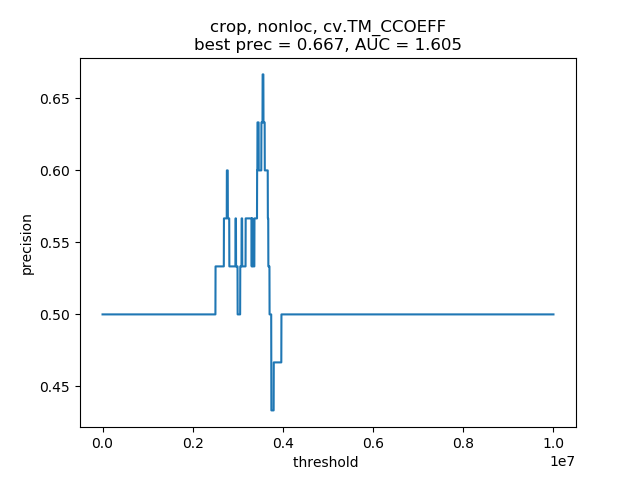 crop, nonloc, cv.TM_CCOEFF
best prec = 0.667, AUC = 1.605
0.65
0.60
0.55
0.50
0.45
precision
0.0 0.2 0.4 0.6 0.8 1.0
1e7
threshold